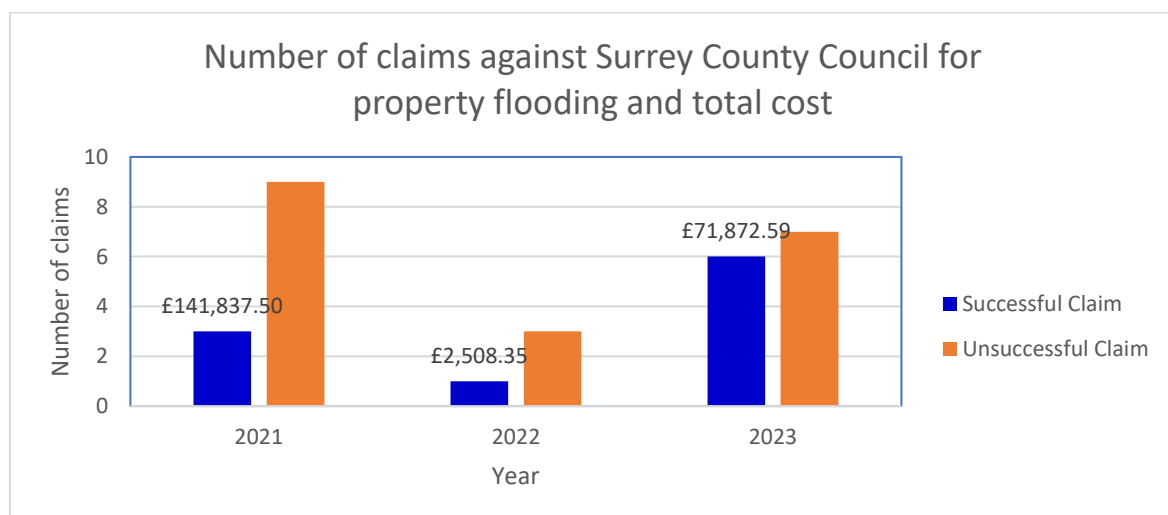 Number of claims against Surrey County Council for
property flooding and total cost
Number of claims
10
8
6
4
2
0
£141,837.50
£2,508.35
£71,872.59
2021
2022
2023
Year
Successful Claim
Unsuccessful Claim